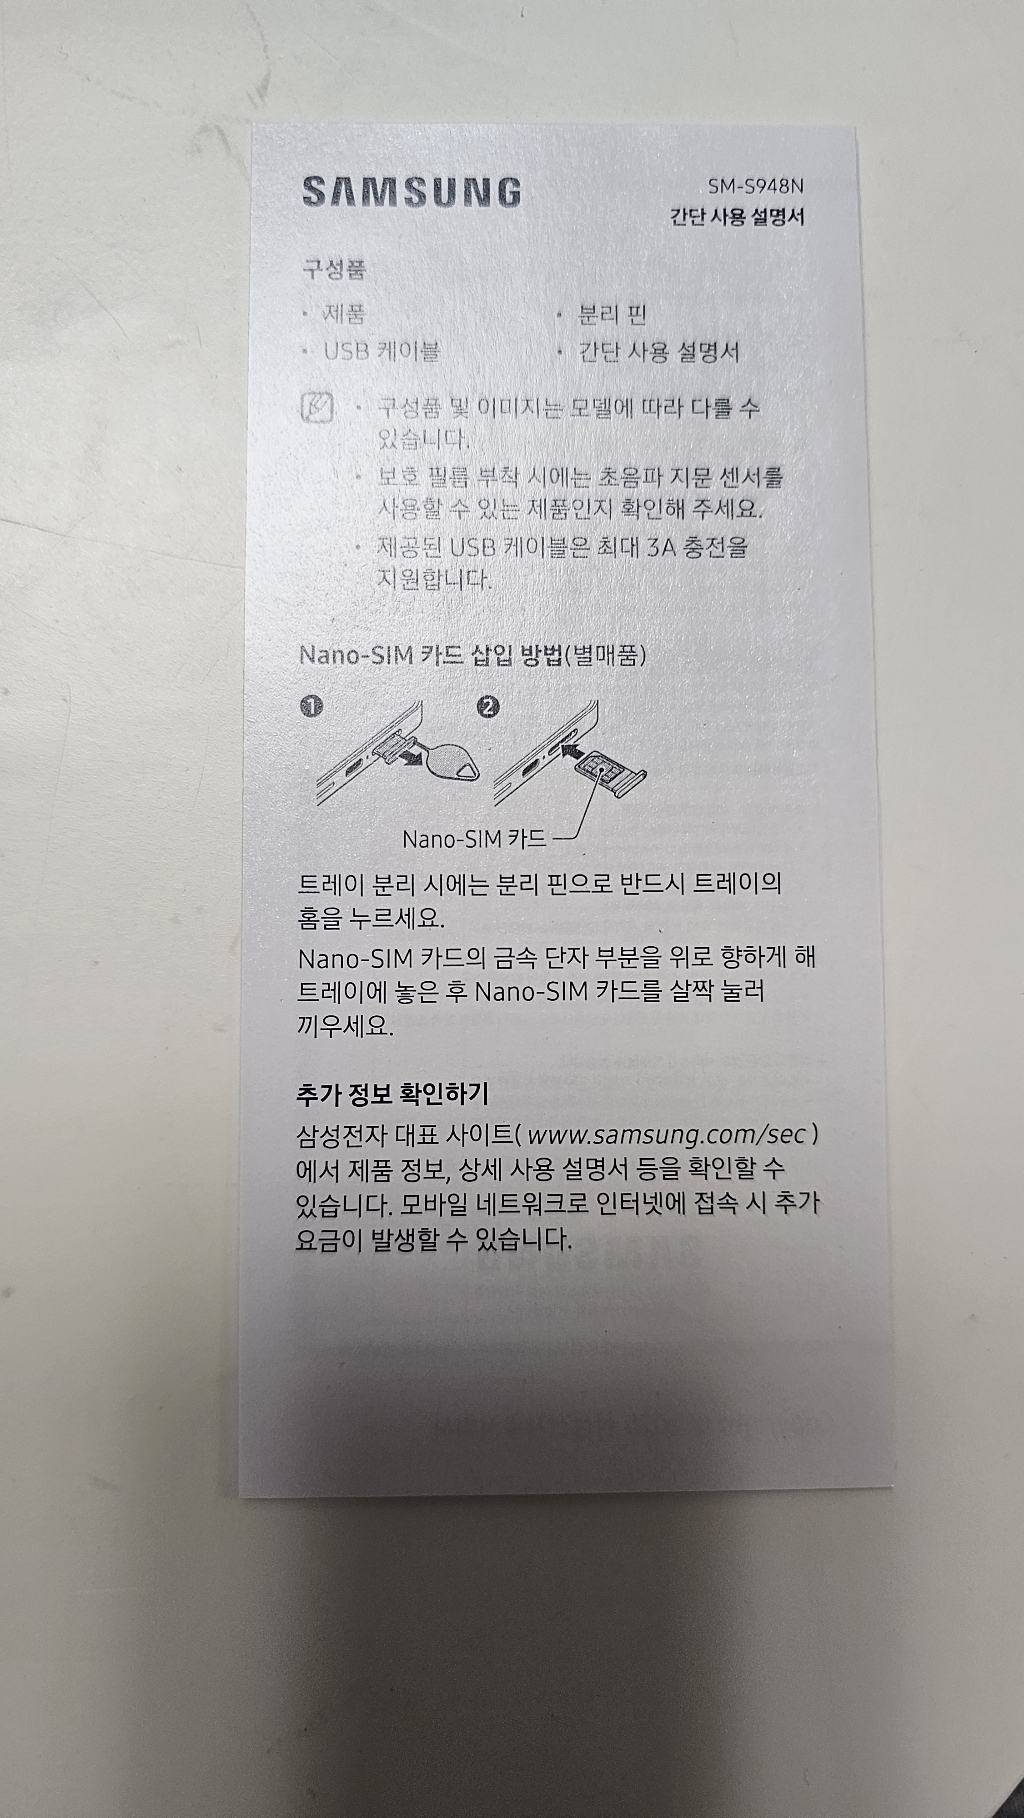 SAMSUNG
SM-S948N
간단 사용 설명서
구성품
• 제품
• 분리 핀
• USB 케이블
• 간단 사용 설명서
• 구성품 및 이미지는 모델에 따라 다를 수
있습니다.
• 보호 필름 부착 시에는 초음파 지문 센서를
사용할 수 있는 제품인지 확인해 주세요.
• 제공된 USB 케이블은 최대 3A 충전을
지원합니다.
Nano-SIM 카드 삽입 방법(별매품)
❶ ❷
Nano-SIM 카드
트레이 분리 시에는 분리 핀으로 반드시 트레이의
홈을 누르세요.
Nano-SIM 카드의 금속 단자 부분을 위로 향하게 해
트레이에 놓은 후 Nano-SIM 카드를 살짝 눌러
끼우세요.
추가 정보 확인하기
삼성전자 대표 사이트( www.samsung.com/sec )
에서 제품 정보, 상세 사용 설명서 등을 확인할 수
있습니다. 모바일 네트워크로 인터넷에 접속 시 추가
요금이 발생할 수 있습니다.